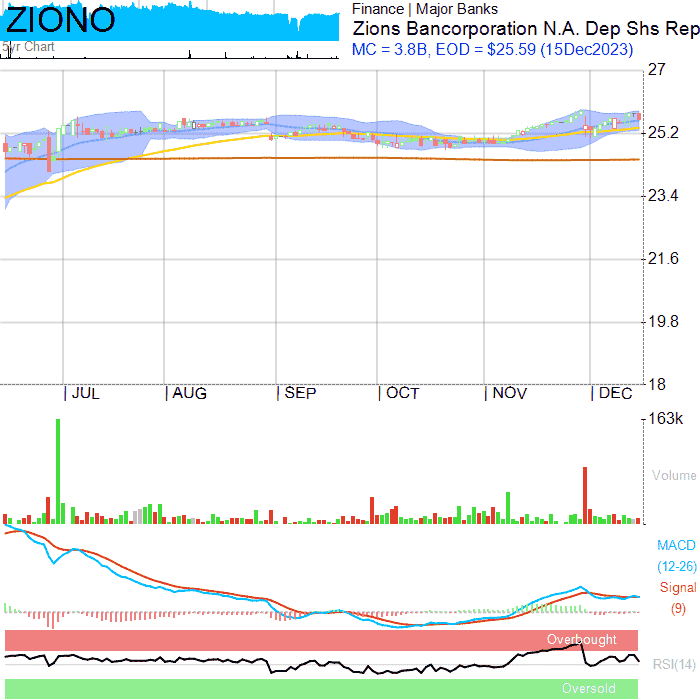 ZIONO
5yr Chart
Finance | Major Banks
Zions Bancorporation N.A. Dep Shs Rep
MC = 3.8B, EOD = $25.59 (15Dec2023)
27
25.2
23.4
21.6
19.8
18
| JUL | AUG | SEP | OCT | NOV | DEC
163k
Volume
MACD
(12-26)
Signal
(9)
Overbought
RSI(14)
Oversold